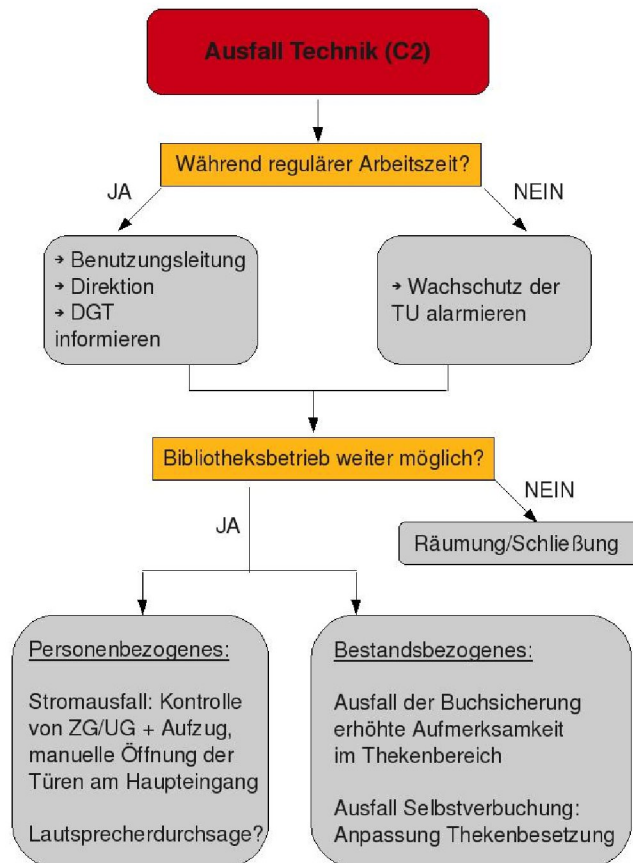 Ausfall Technik (C2)
Während regulärer Arbeitszeit?
JA
NEIN
➔ Benutzungsleitung
➔ Direktion
➔ DGT
informieren
➔ Wachschutz der
TU alarmieren
Bibliotheksbetrieb weiter möglich?
NEIN
JA
Räumung/Schließung
Personenbezogenes:
Stromausfall: Kontrolle
von ZG/UG + Aufzug,
manuelle Öffnung der
Türen am Haupteingang
Lautsprecherdurchsage?
Bestandsbezogenes:
Ausfall der Buchsicherung
erhöhte Aufmerksamkeit
im Thekenbereich
Ausfall Selbstverbuchung:
Anpassung Thekenbesetzung